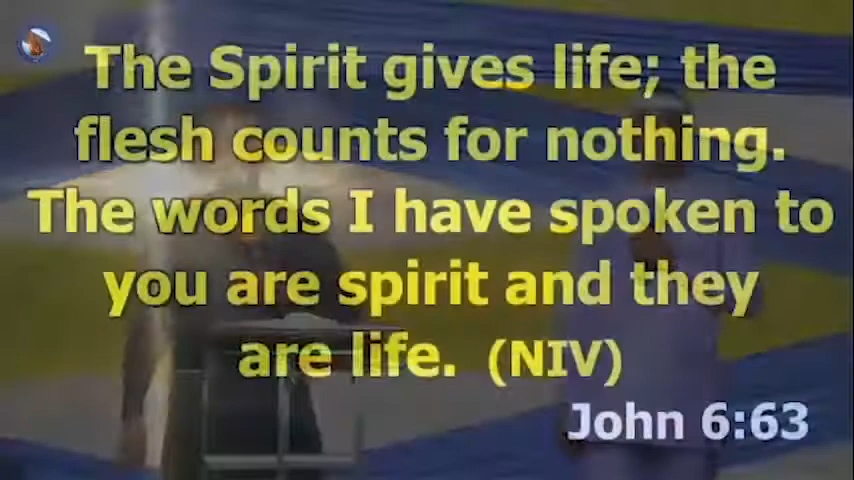 The Spirit gives life; the
flesh counts for nothing.
The words I have spoken to
you are spirit and they
are life. (NIV)
John 6:63